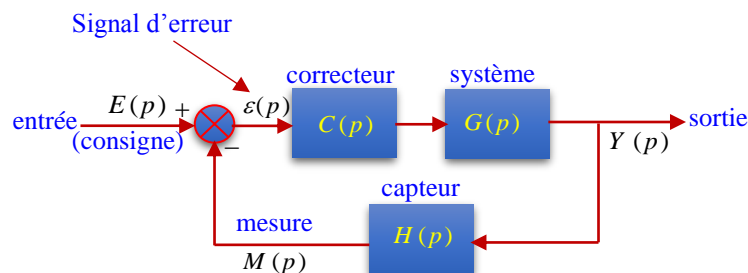 Signal d'erreur
correcteur
système
entrée
(consigne)
E(p)
+
−
ε(p)
C(p)
G(p)
Y(p)
sortie
capteur
mesure
M(p)
H(p)